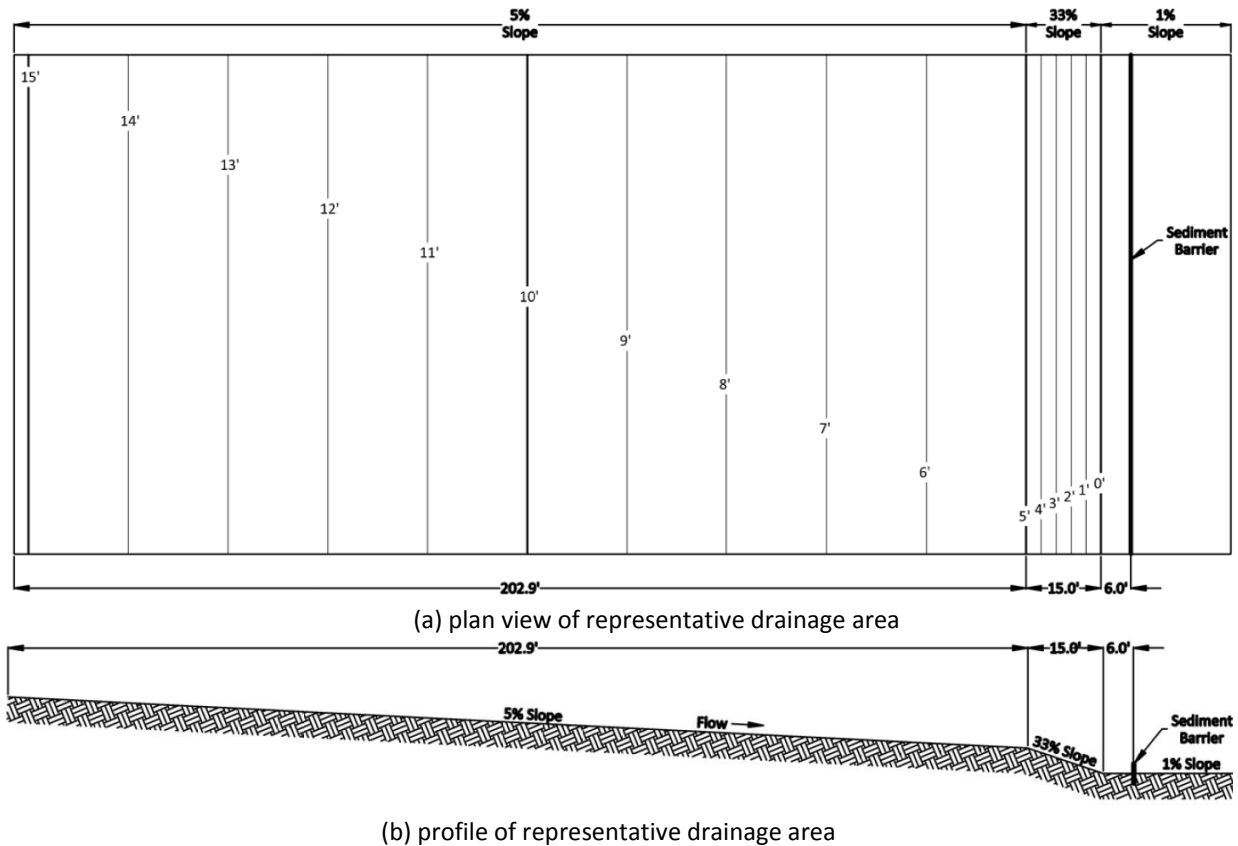 5%
Slope
33%
Slope
1%
Slope
15'
14'
13'
12'
11'
10'
9'
8'
7'
6'
5'
4'
3'
2'
1'
0'
Sediment
Barrier
202.9'
15.0'
6.0'
(a) plan view of representative drainage area
202.9'
15.0'
6.0'
5% Slope
Flow
33% Slope
Sediment
Barrier
1% Slope
(b) profile of representative drainage area